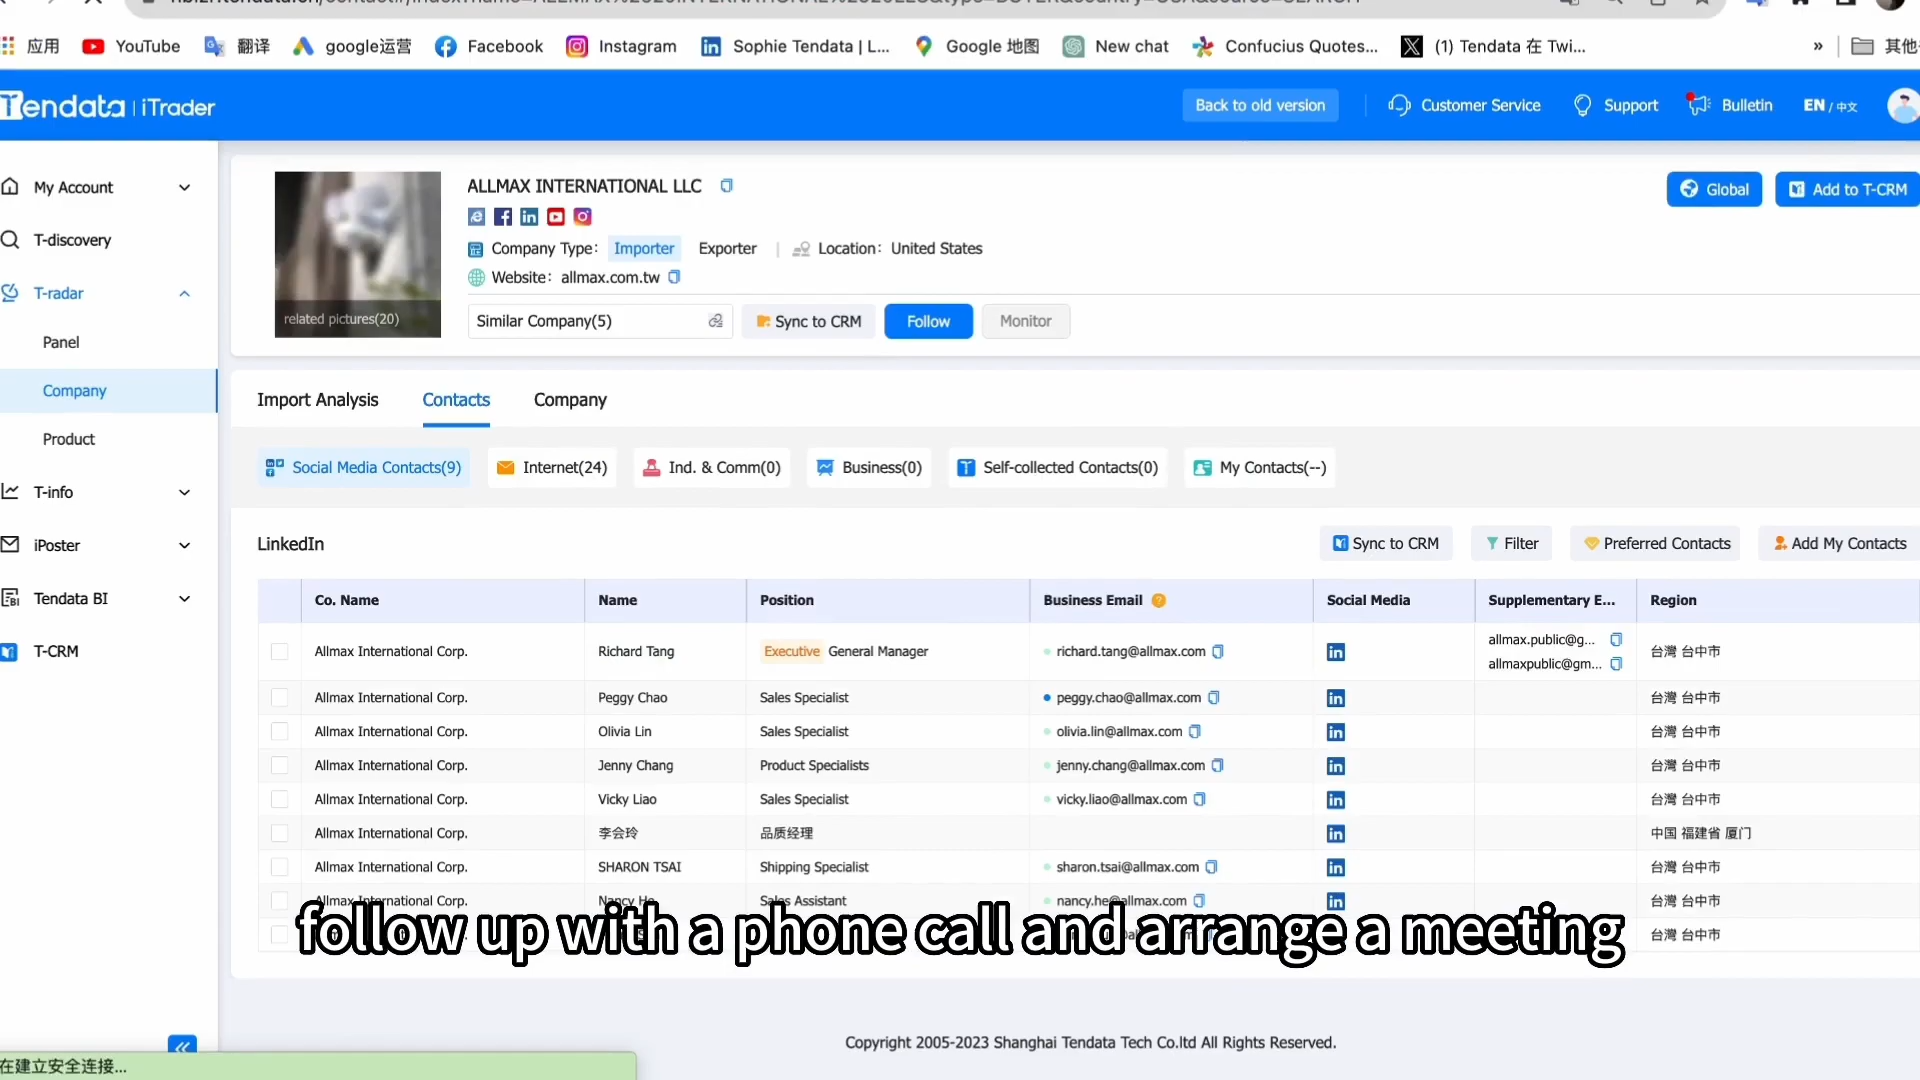 应用 YouTube 翻译 google运营 Facebook Instagram Sophie Tendata | L... Google 地图 New chat Confucius Quotes... (1) Tendata 在 Twi... » 其他
Tendata | iTrader Back to old version Customer Service Support Bulletin EN / 中文
My Account
T-discovery
T-radar
Panel
Company
Product
T-info
iPoster
Tendata BI
T-CRM
ALLMAX INTERNATIONAL LLC
Global Add to T-CRM
Company Type: Importer Exporter | Location: United States
Website: allmax.com.tw
related pictures(20)
Similar Company(5) Sync to CRM Follow Monitor
Import Analysis Contacts Company
Social Media Contacts(9) Internet(24) Ind. & Comm(0) Business(0) Self-collected Contacts(0) My Contacts(--)
LinkedIn Sync to CRM Filter Preferred Contacts Add My Contacts
Co. Name Name Position Business Email Social Media Supplementary E... Region
Allmax International Corp. Richard Tang Executive General Manager richard.tang@allmax.com allmax.public@g... 台灣 台中市
allmaxpublic@gm...
Allmax International Corp. Peggy Chao Sales Specialist peggy.chao@allmax.com 台灣 台中市
Allmax International Corp. Olivia Lin Sales Specialist olivia.lin@allmax.com 台灣 台中市
Allmax International Corp. Jenny Chang Product Specialists jenny.chang@allmax.com 台灣 台中市
Allmax International Corp. Vicky Liao Sales Specialist vicky.liao@allmax.com 台灣 台中市
Allmax International Corp. 李会玲 品质经理 中国 福建省 厦门
Allmax International Corp. SHARON TSAI Shipping Specialist sharon.tsai@allmax.com 台灣 台中市
Allmax International Corp. Nancy He Sales Assistant nancy.he@allmax.com 台灣 台中市
台灣 台中市
follow up with a phone call and arrange a meeting
Copyright 2005-2023 Shanghai Tendata Tech Co.ltd All Rights Reserved.
在建立安全连接...